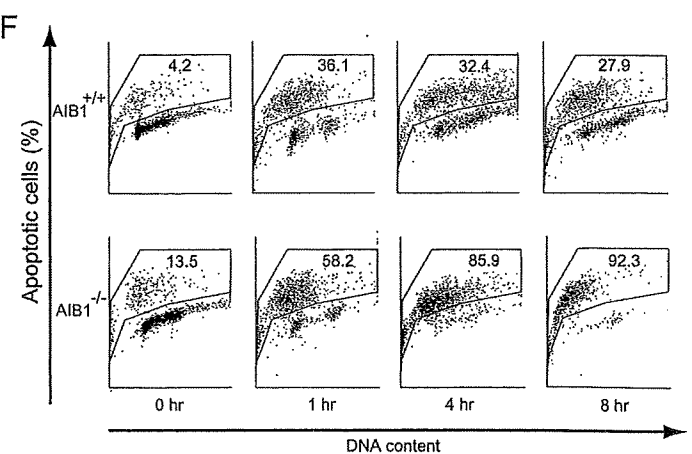 F
Apoptotic cells (%)
AIB1+/+
4.2
36.1
32.4
27.9
AIB1-/-
13.5
58.2
85.9
92.3
0 hr
1 hr
4 hr
8 hr
DNA content